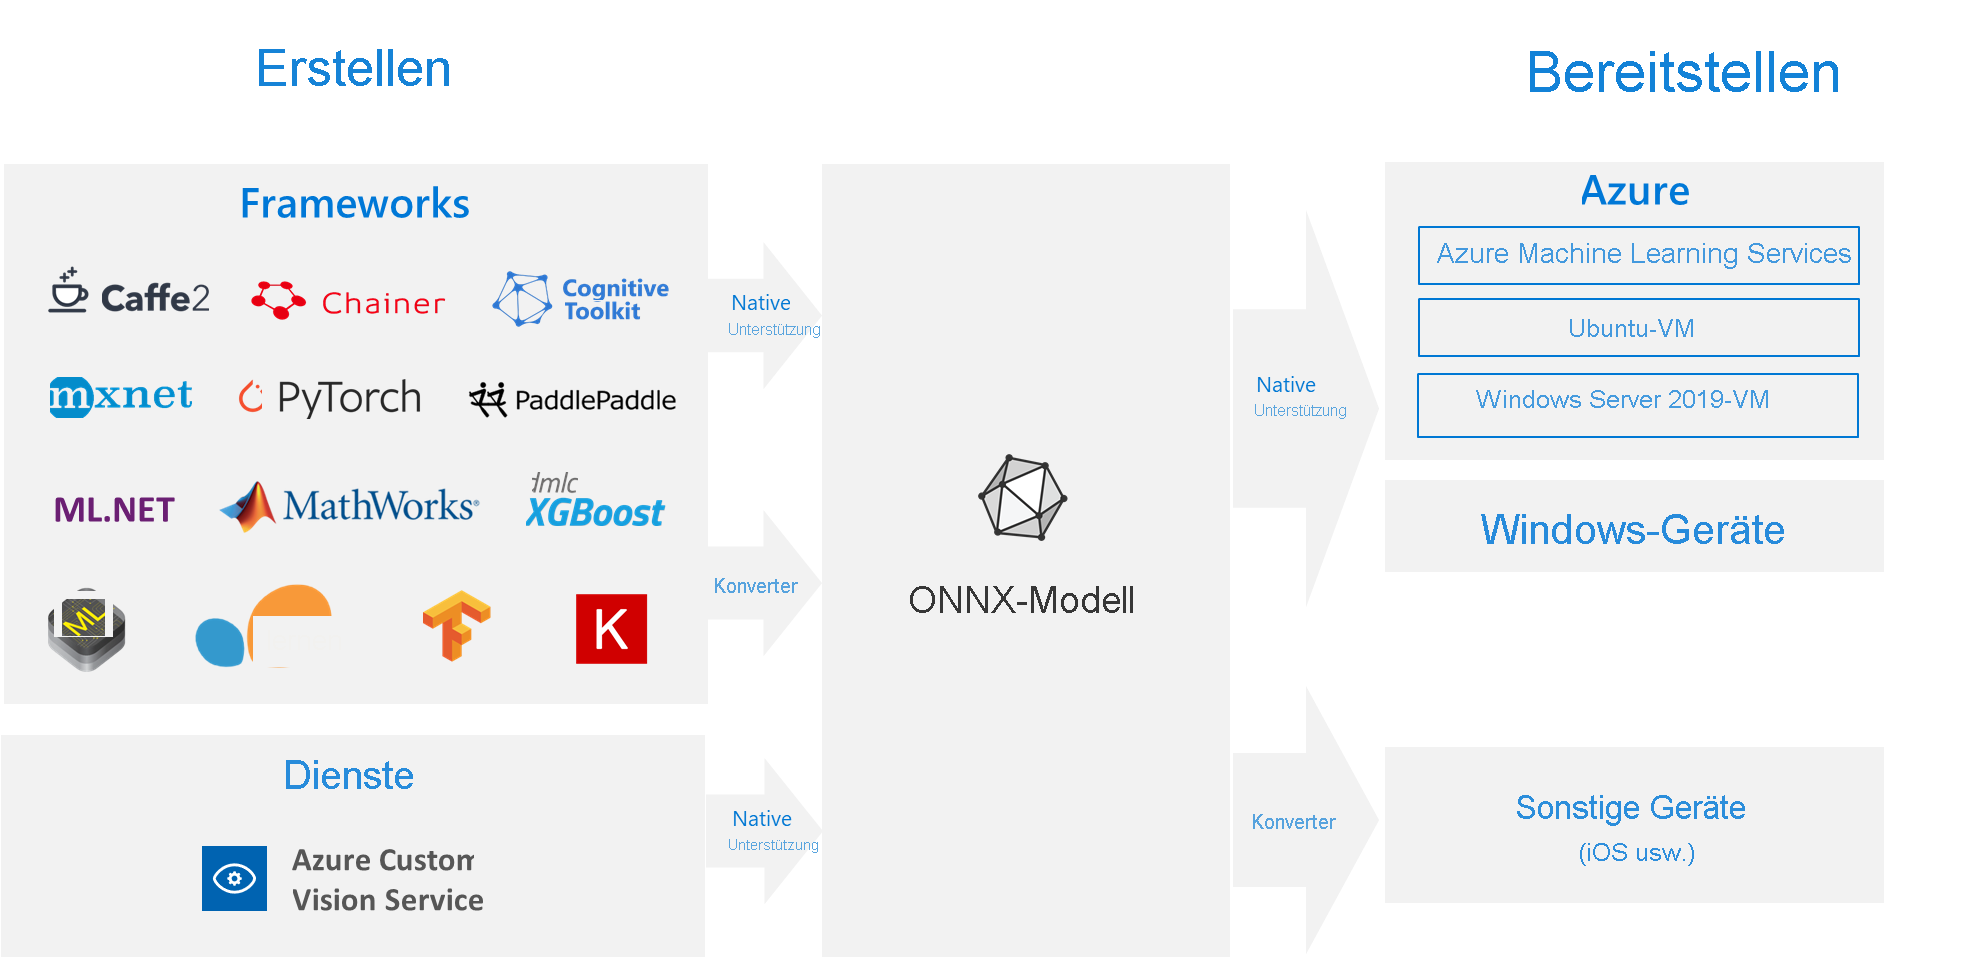 Erstellen
Bereitstellen
Frameworks
Caffe2
Chainer
Cognitive
Toolkit
mxnet
PyTorch
PaddlePaddle
ML.NET
MathWorks®
dmlc
XGBoost
ML
K
Dienste
Azure Custom
Vision Service
Native
Unterstützung
Konverter
Native
Unterstützung
ONNX-Modell
Native
Unterstützung
Konverter
Azure
Azure Machine Learning Services
Ubuntu-VM
Windows Server 2019-VM
Windows-Geräte
Sonstige Geräte
(iOS usw.)